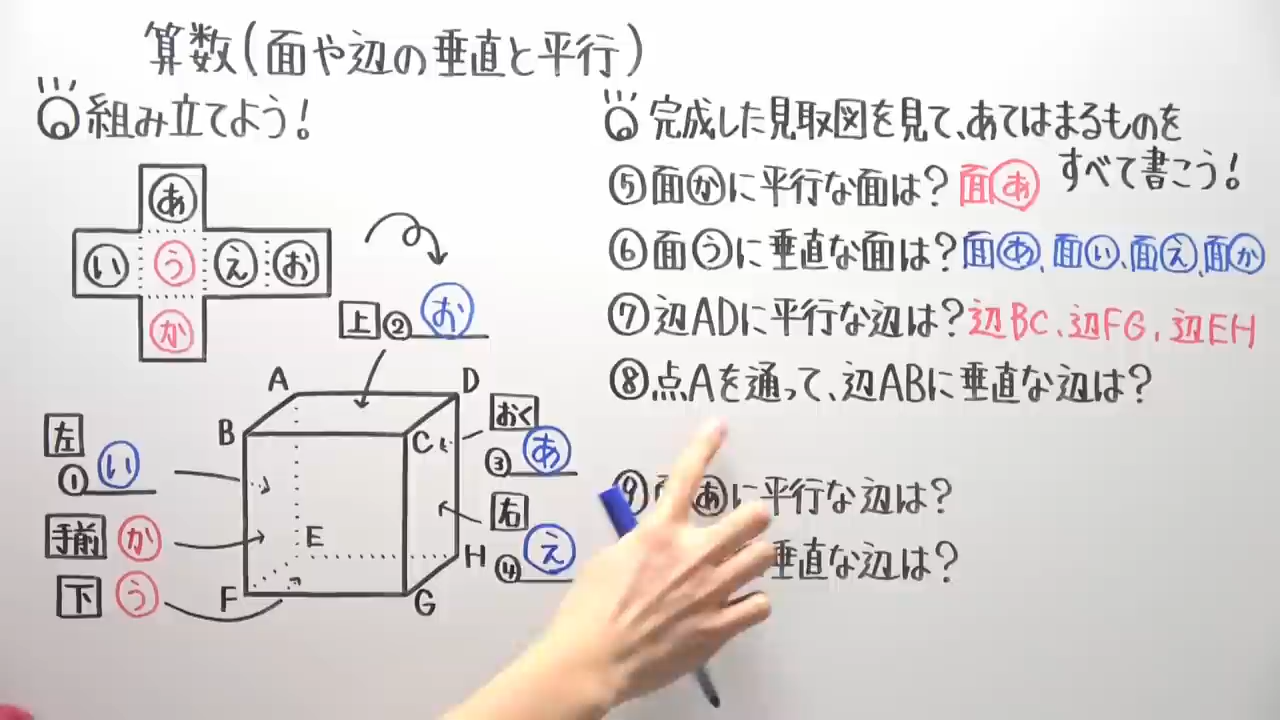 算数(面や辺の垂直と平行)
組み立てよう!
あ
い う え お
か
上 ② お
A D
B C
E H
F G
左
① い
手前 か
下 う
おく
③ あ
右
④ え
完成した見取図を見て、あてはまるものを
すべて書こう!
⑤面かに平行な面は? 面あ
⑥面うに垂直な面は? 面あ、面い、面え、面か
⑦辺ADに平行な辺は? 辺BC、辺FG、辺EH
⑧点Aを通って、辺ABに垂直な辺は?
⑨面あに平行な辺は?
垂直な辺は?